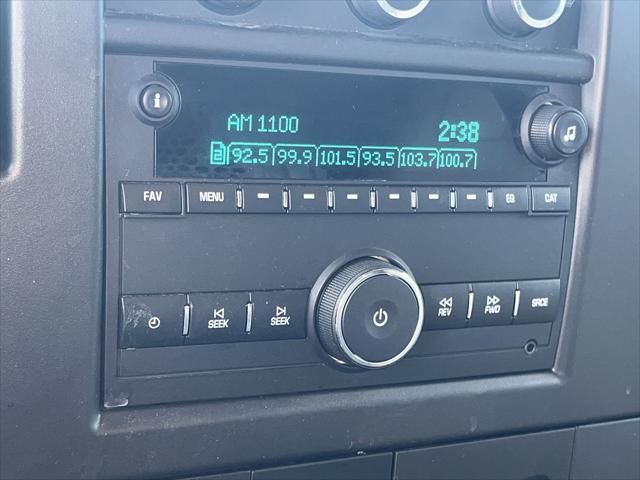 i
AM 1100 2:38
92.5 99.9 101.5 93.5 103.7 100.7
FAV MENU EQ CAT
SEEK SEEK REV FWD SRCE